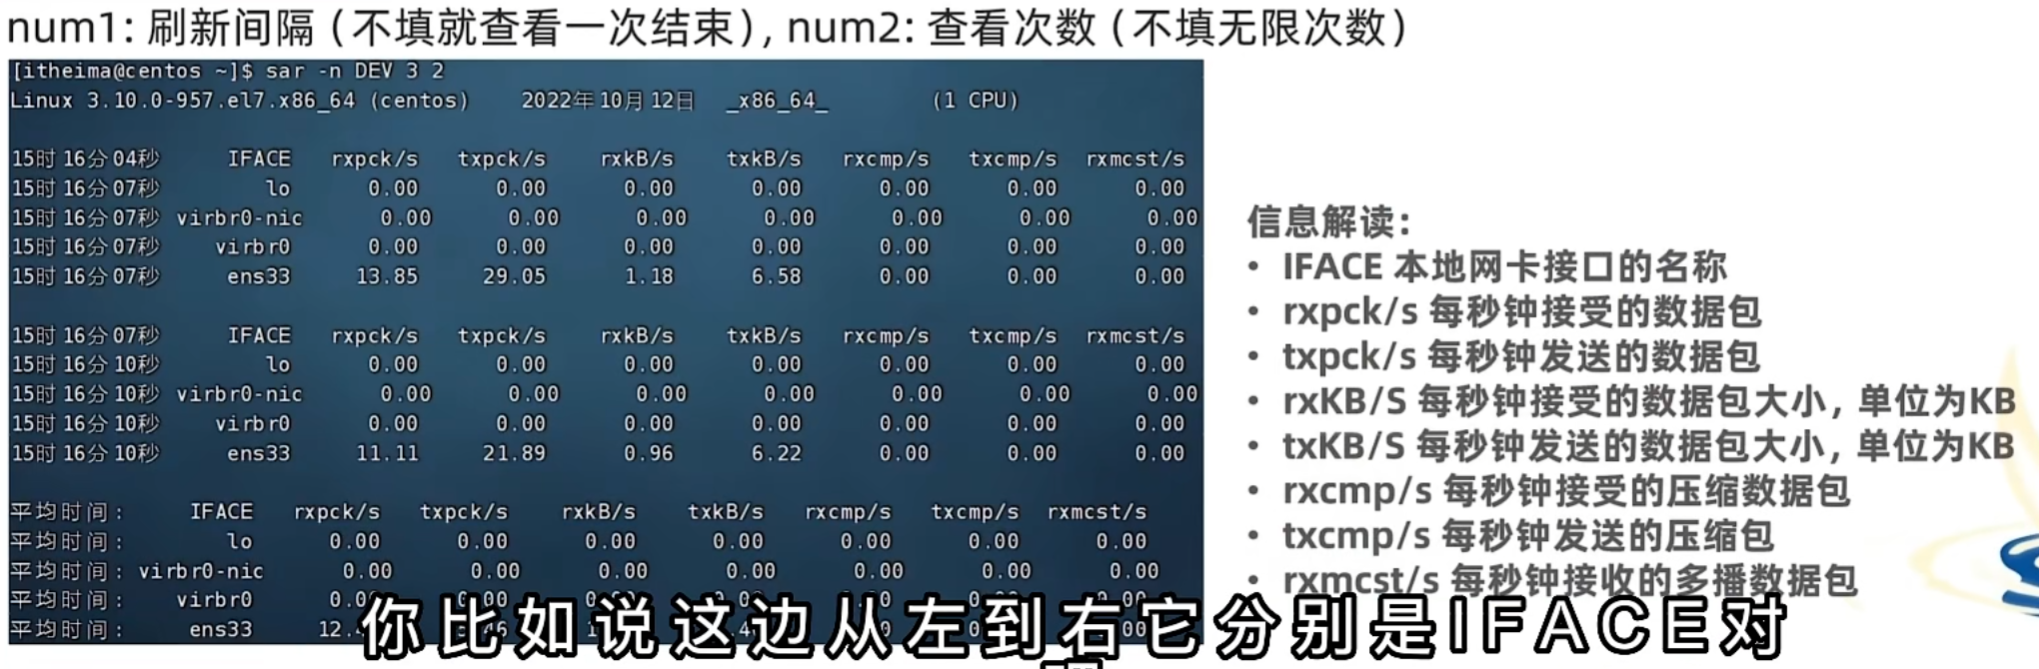 num1: 刷新间隔（不填就查看一次结束）, num2: 查看次数（不填无限次数）
[itheima@centos ~]$ sar -n DEV 3 2
Linux 3.10.0-957.el7.x86_64 (centos) 2022年10月12日 _x86_64_ (1 CPU)
15时16分04秒 IFACE rxpck/s txpck/s rxkB/s txkB/s rxcmp/s txcmp/s rxmcst/s
15时16分07秒 lo 0.00 0.00 0.00 0.00 0.00 0.00 0.00
15时16分07秒 virbr0-nic 0.00 0.00 0.00 0.00 0.00 0.00 0.00
15时16分07秒 virbr0 0.00 0.00 0.00 0.00 0.00 0.00 0.00
15时16分07秒 ens33 13.85 29.05 1.18 6.58 0.00 0.00 0.00
15时16分07秒 IFACE rxpck/s txpck/s rxkB/s txkB/s rxcmp/s txcmp/s rxmcst/s
15时16分10秒 lo 0.00 0.00 0.00 0.00 0.00 0.00 0.00
15时16分10秒 virbr0-nic 0.00 0.00 0.00 0.00 0.00 0.00 0.00
15时16分10秒 virbr0 0.00 0.00 0.00 0.00 0.00 0.00 0.00
15时16分10秒 ens33 11.11 21.89 0.96 6.22 0.00 0.00 0.00
平均时间: IFACE rxpck/s txpck/s rxkB/s txkB/s rxcmp/s txcmp/s rxmcst/s
平均时间: lo 0.00 0.00 0.00 0.00 0.00 0.00 0.00
平均时间: virbr0-nic 0.00 0.00 0.00 0.00 0.00 0.00 0.00
平均时间: virbr0
平均时间: ens33
信息解读:
• IFACE 本地网卡接口的名称
• rxpck/s 每秒钟接受的数据包
• txpck/s 每秒钟发送的数据包
• rxKB/S 每秒钟接受的数据包大小, 单位为KB
• txKB/S 每秒钟发送的数据包大小, 单位为KB
• rxcmp/s 每秒钟接受的压缩数据包
• txcmp/s 每秒钟发送的压缩包
• rxmcst/s 每秒钟接收的多播数据包
你比如说这边从左到右它分别是IFACE对